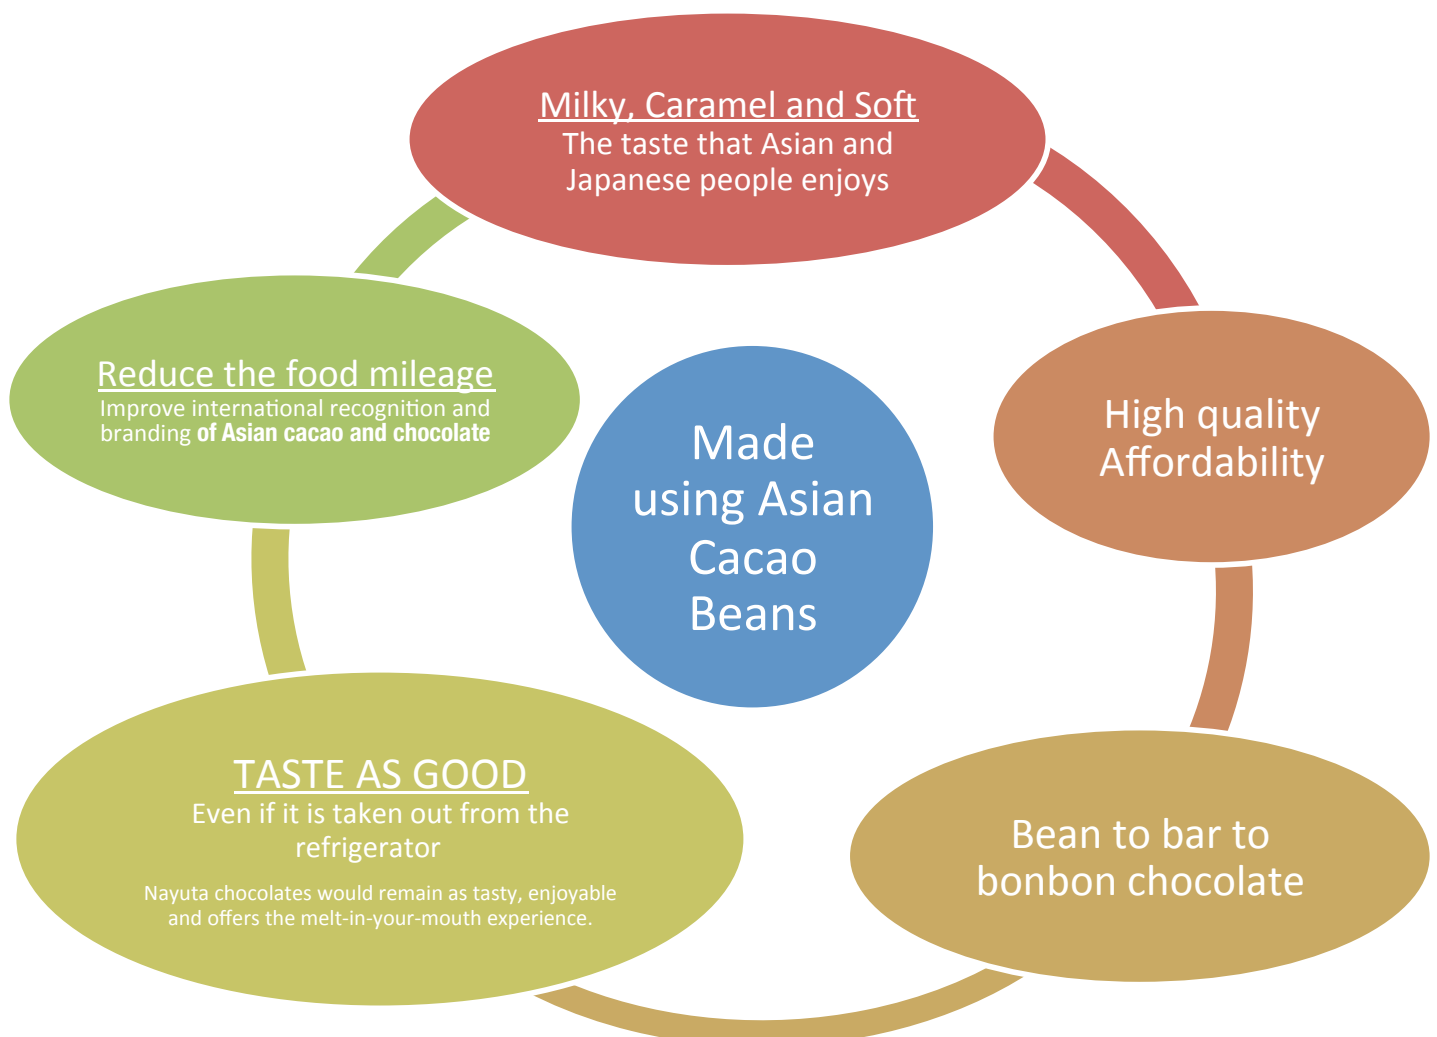 Milky, Caramel and Soft
The taste that Asian and
Japanese people enjoys
High quality
Affordability
Bean to bar to
bonbon chocolate
TASTE AS GOOD
Even if it is taken out from the
refrigerator
Nayuta chocolates would remain as tasty, enjoyable
and offers the melt-in-your-mouth experience.
Reduce the food mileage
Improve international recognition and
branding of Asian cacao and chocolate
Made
using Asian
Cacao
Beans